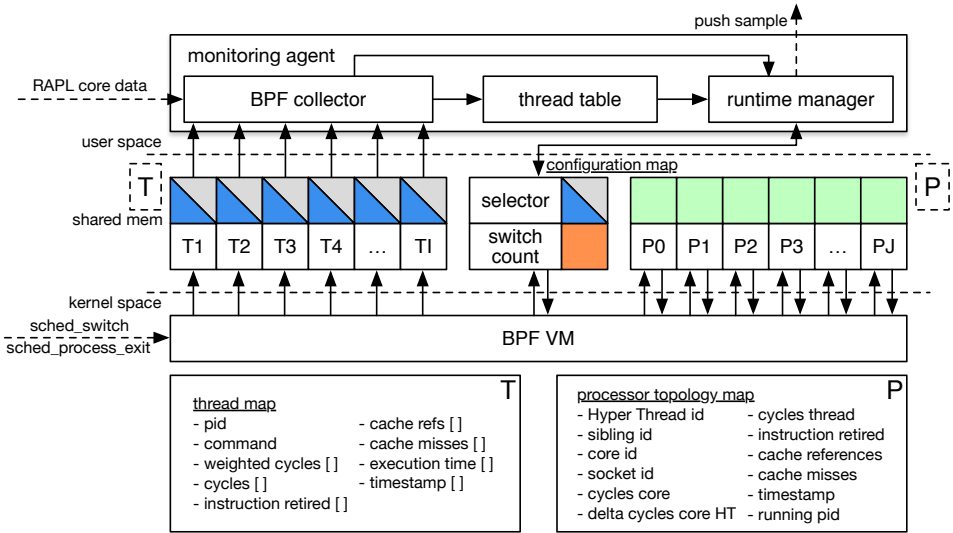 push sample
monitoring agent
RAPL core data
BPF collector
thread table
runtime manager
user space
configuration map
T
P
shared mem
selector
switch
count
T1 T2 T3 T4 ... TI
P0 P1 P2 P3 ... PJ
kernel space
sched_switch
sched_process_exit
BPF VM
T
thread map
- pid
- command
- weighted cycles [ ]
- cycles [ ]
- instruction retired [ ]
- cache refs [ ]
- cache misses [ ]
- execution time [ ]
- timestamp [ ]
P
processor topology map
- Hyper Thread id
- sibling id
- core id
- socket id
- cycles core
- delta cycles core HT
- cycles thread
- instruction retired
- cache references
- cache misses
- timestamp
- running pid